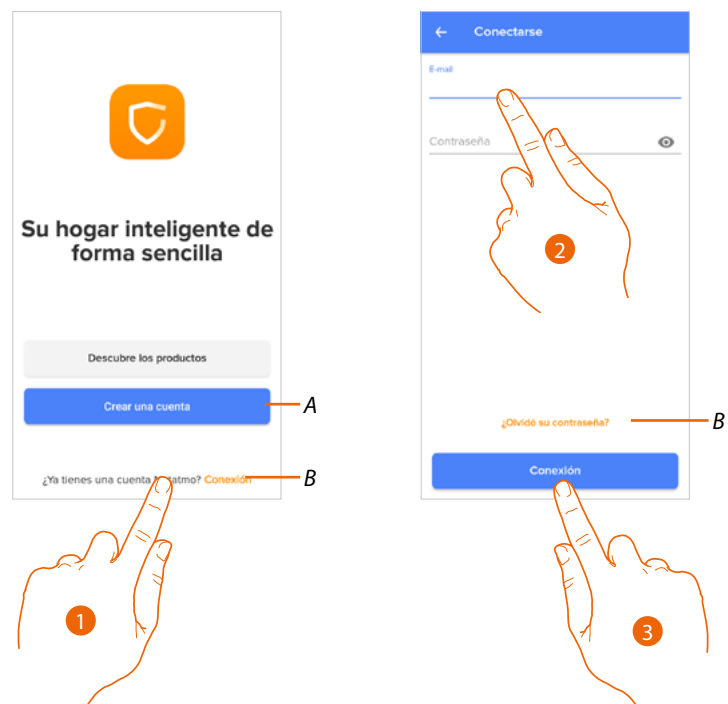 Su hogar inteligente de
forma sencilla
Descubre los productos
Crear una cuenta
A
¿Ya tienes una cuenta tatmo? Conexión
B
1
Conectarse
E-mail
Contraseña
2
¿Olvidó su contraseña?
B
Conexión
3